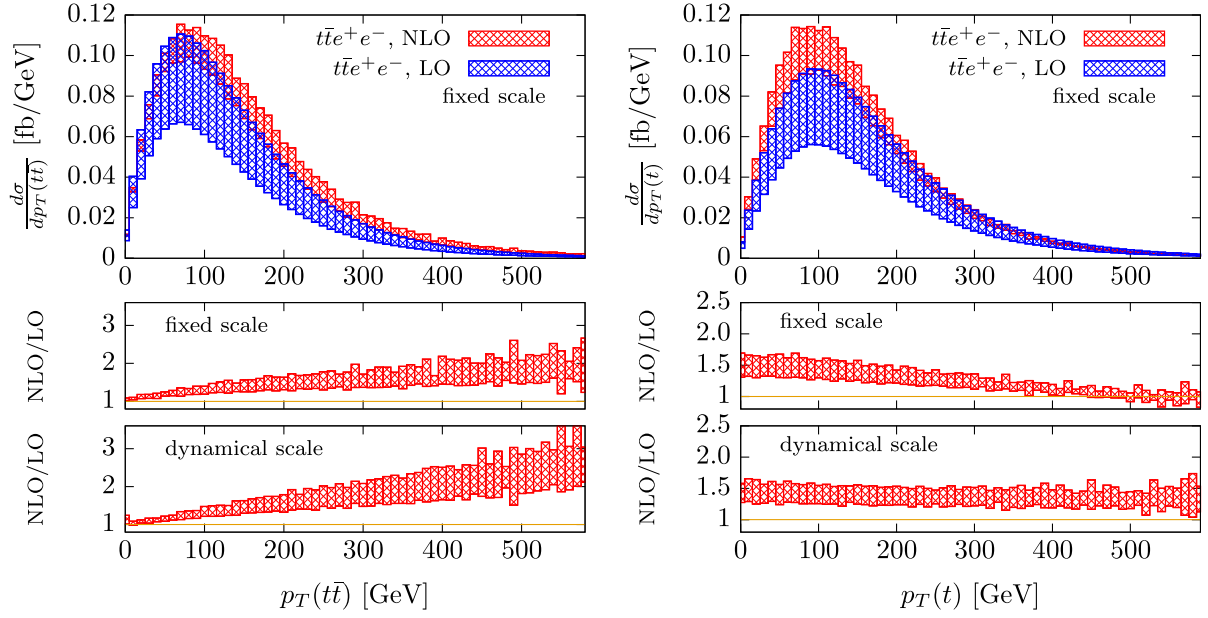 0.12
0.10
0.08
0.06
0.04
0.02
0
dσ/dp_T(tt̄) [fb/GeV]
tt̄e⁺e⁻, NLO
tt̄e⁺e⁻, LO
fixed scale
0 100 200 300 400 500
3
2
1
NLO/LO
fixed scale
3
2
1
NLO/LO
dynamical scale
0 100 200 300 400 500
p_T(tt̄) [GeV]
0.12
0.10
0.08
0.06
0.04
0.02
0
dσ/dp_T(t) [fb/GeV]
tt̄e⁺e⁻, NLO
tt̄e⁺e⁻, LO
fixed scale
0 100 200 300 400 500
2.5
2.0
1.5
1
NLO/LO
fixed scale
2.5
2.0
1.5
1
NLO/LO
dynamical scale
0 100 200 300 400 500
p_T(t) [GeV]